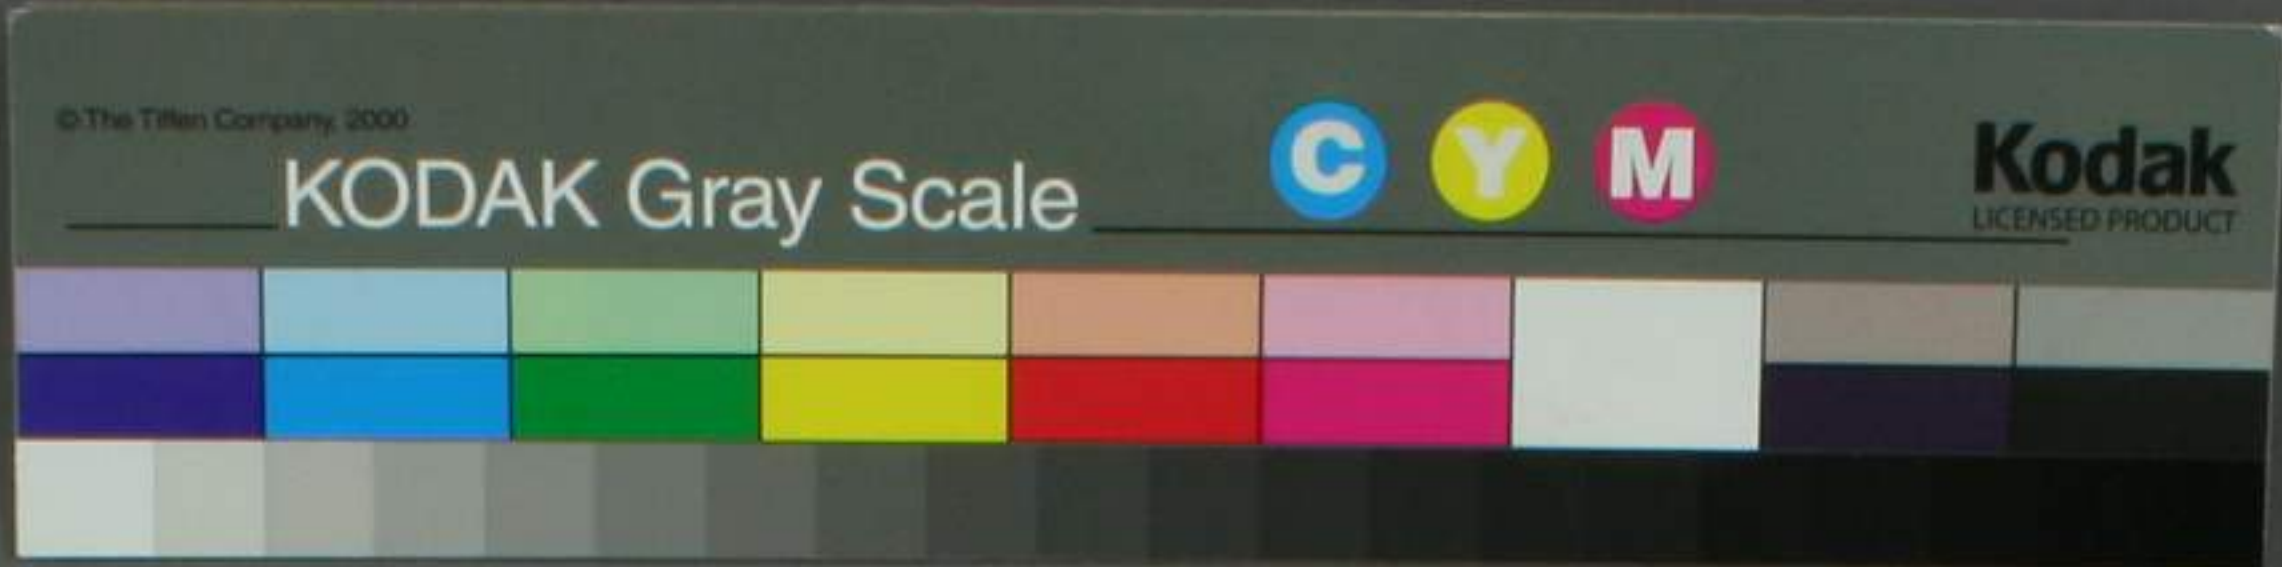 © The Tiffen Company, 2000
KODAK Gray Scale
C Y M
Kodak
LICENSED PRODUCT